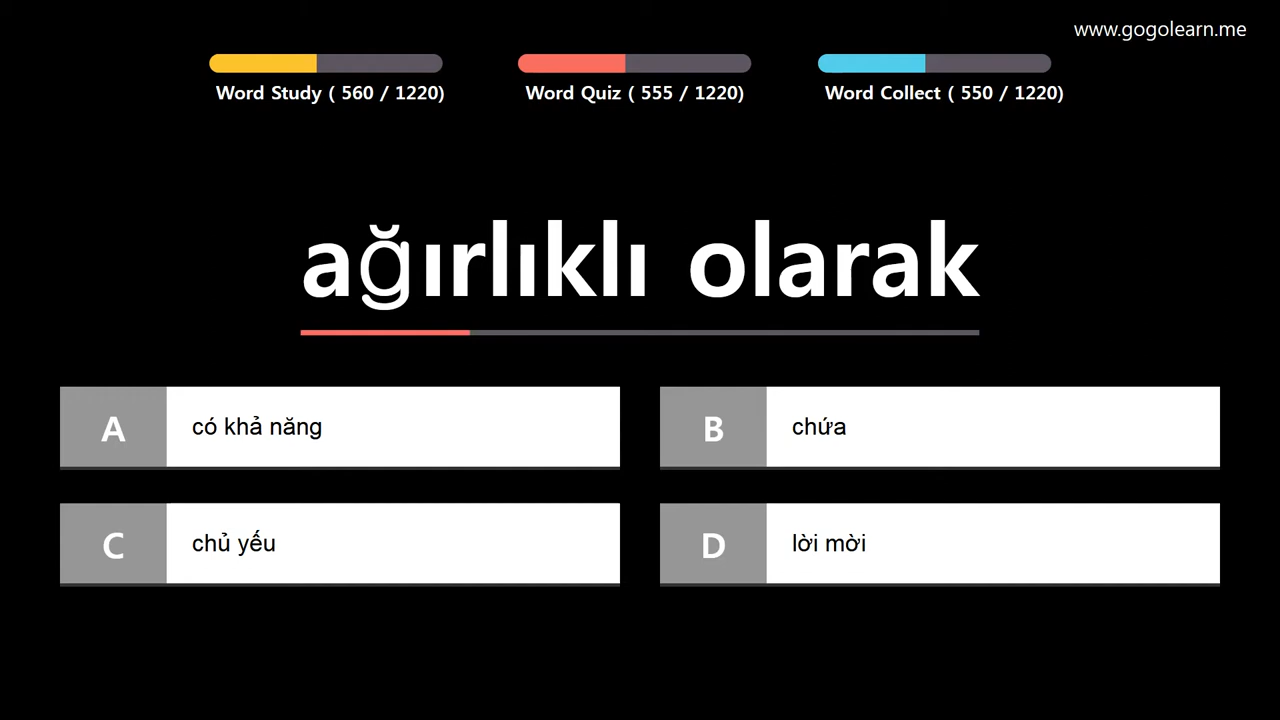 www.gogolearn.me
Word Study ( 560 / 1220)
Word Quiz ( 555 / 1220)
Word Collect ( 550 / 1220)
ağırlıklı olarak
A
có khả năng
B
chứa
C
chủ yếu
D
lời mời